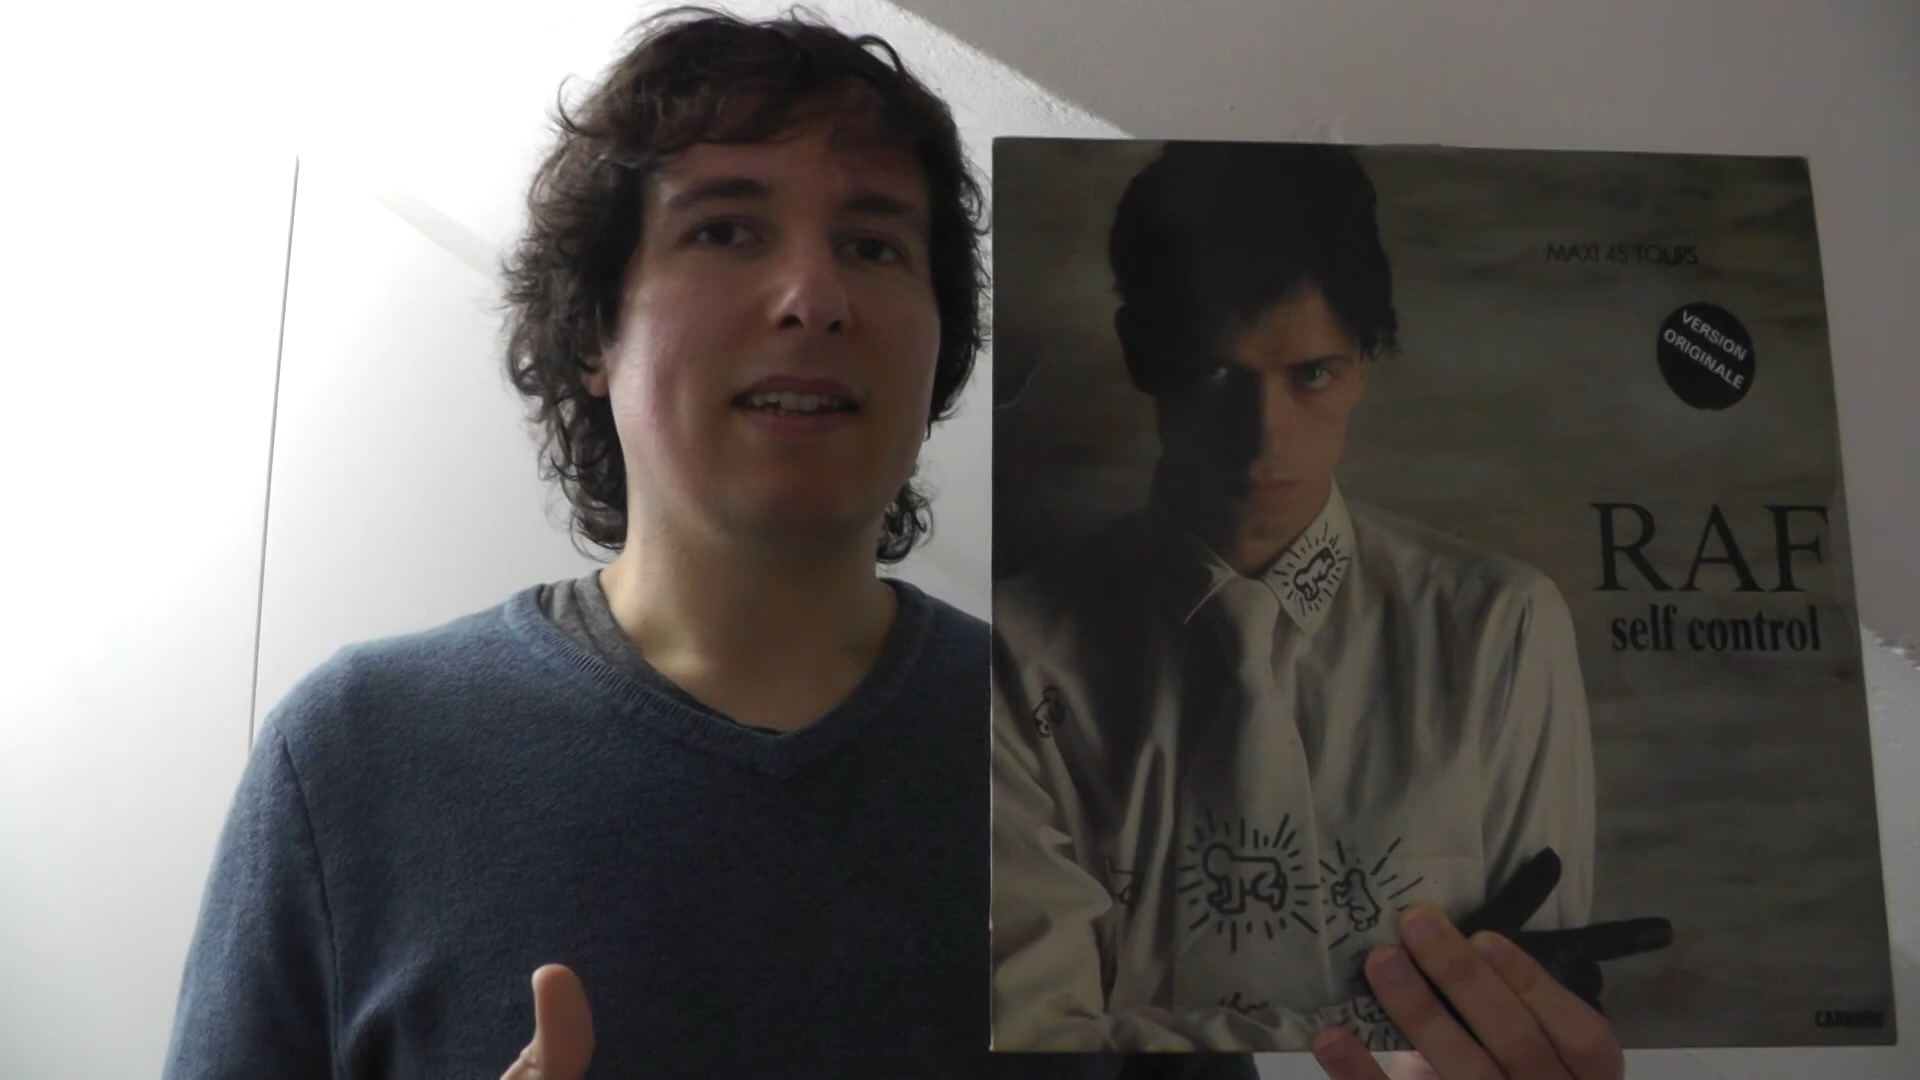 MAXI 45 TOURS
VERSION
ORIGINALE
RAF
self control
CARRERE